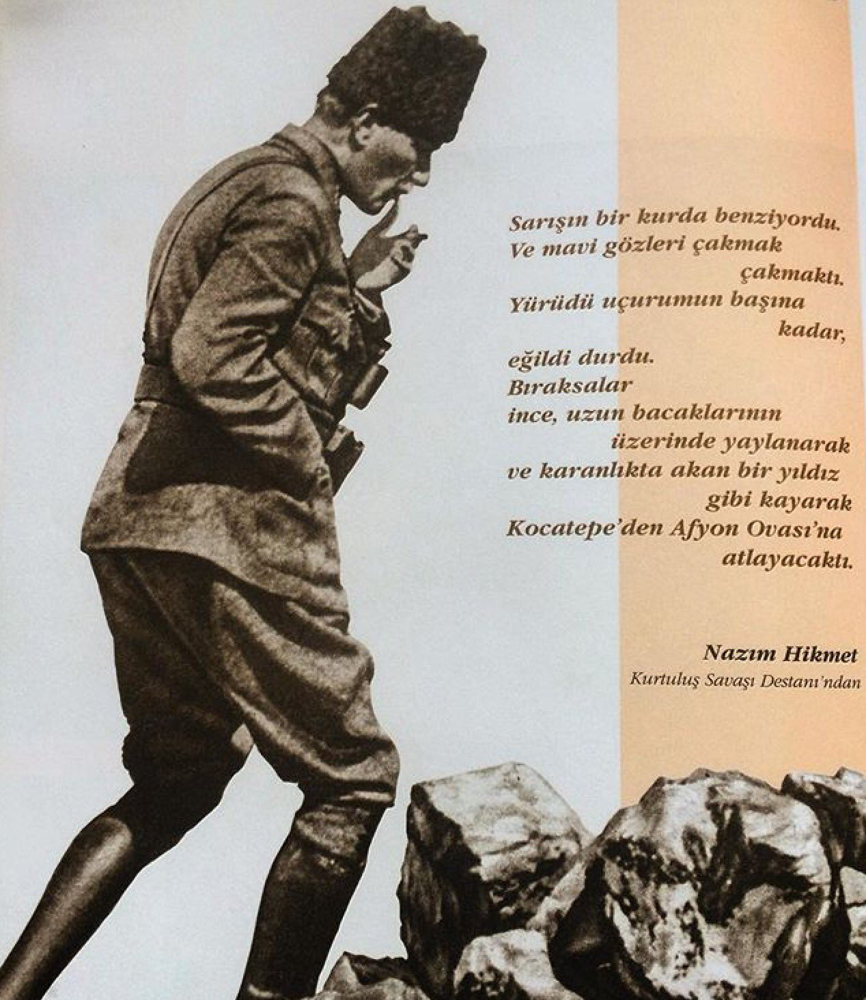 Sarışın bir kurda benziyordu.
Ve mavi gözleri çakmak
çakmaktı.
Yürüdü uçurumun başına
kadar,
eğildi durdu.
Bıraksalar
ince, uzun bacaklarının
üzerinde yaylanarak
ve karanlıkta akan bir yıldız
gibi kayarak
Kocatepe'den Afyon Ovası'na
atlayacaktı.
Nazım Hikmet
Kurtuluş Savaşı Destanı'ndan